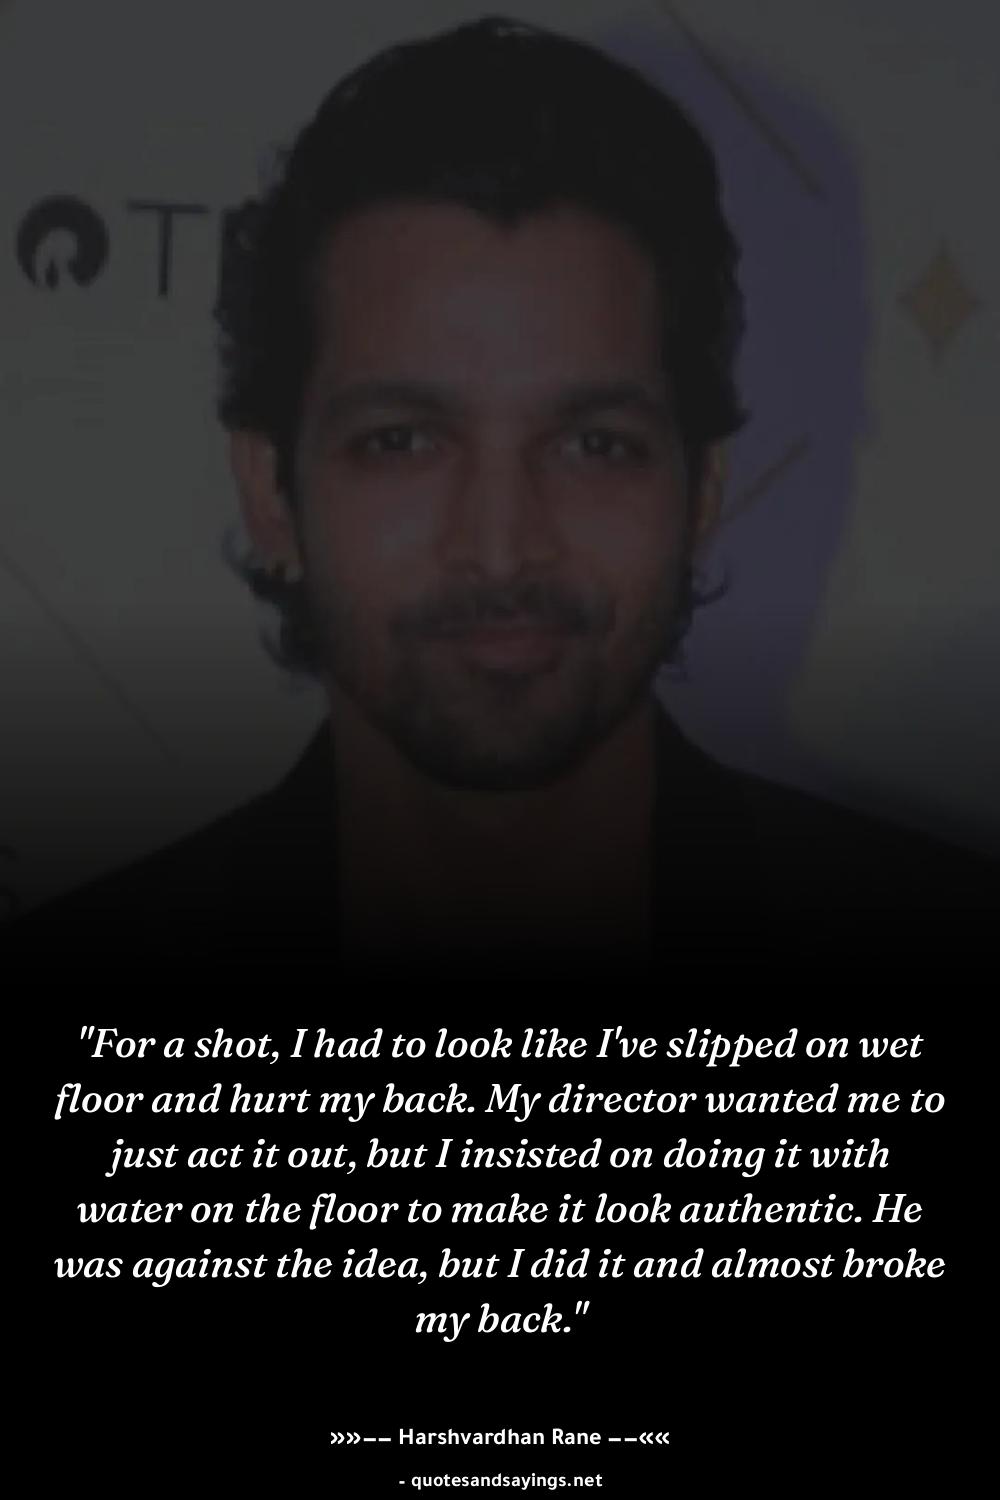 T
"For a shot, I had to look like I've slipped on wet
floor and hurt my back. My director wanted me to
just act it out, but I insisted on doing it with
water on the floor to make it look authentic. He
was against the idea, but I did it and almost broke
my back."
»»–– Harshvardhan Rane ––««
- quotesandsayings.net